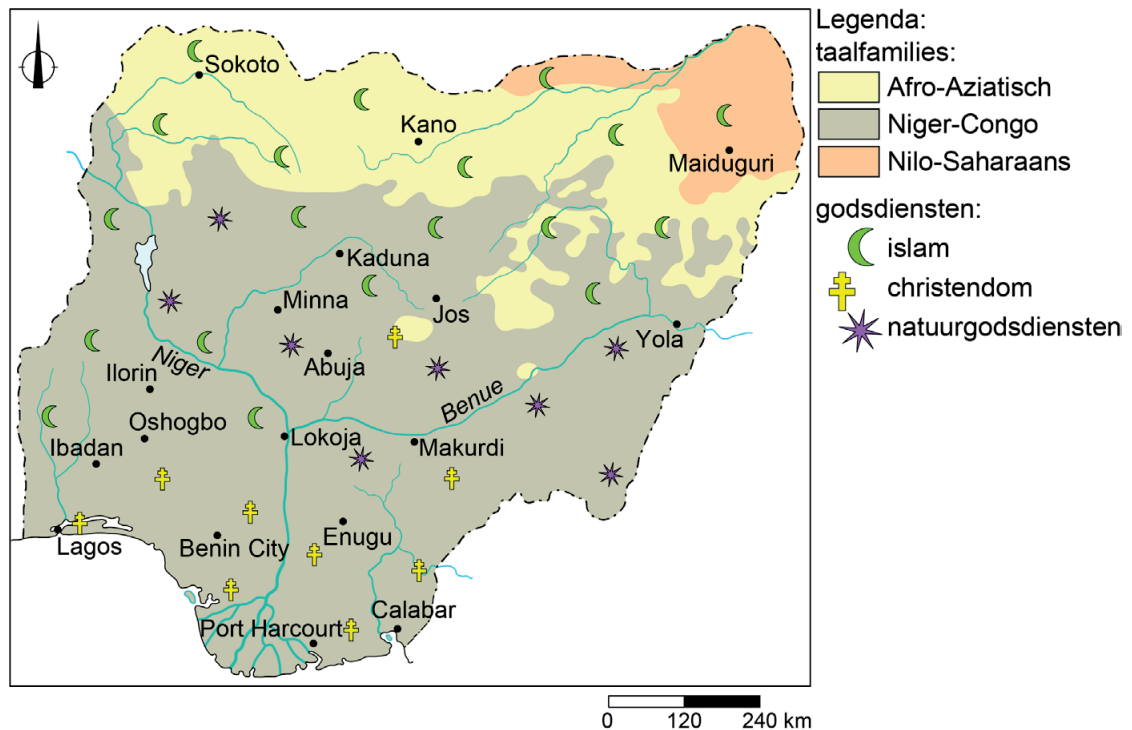 Sokoto
Kano
Maiduguri
Kaduna
Minna
Jos
Yola
Niger
Abuja
Ilorin
Benue
Oshogbo
Lokoja
Makurdi
Ibadan
Enugu
Lagos
Benin City
Calabar
Port Harcourt
Legenda:
taalfamilies:
Afro-Aziatisch
Niger-Congo
Nilo-Saharaans
godsdiensten:
islam
christendom
natuurgodsdiensten
0 120 240 km